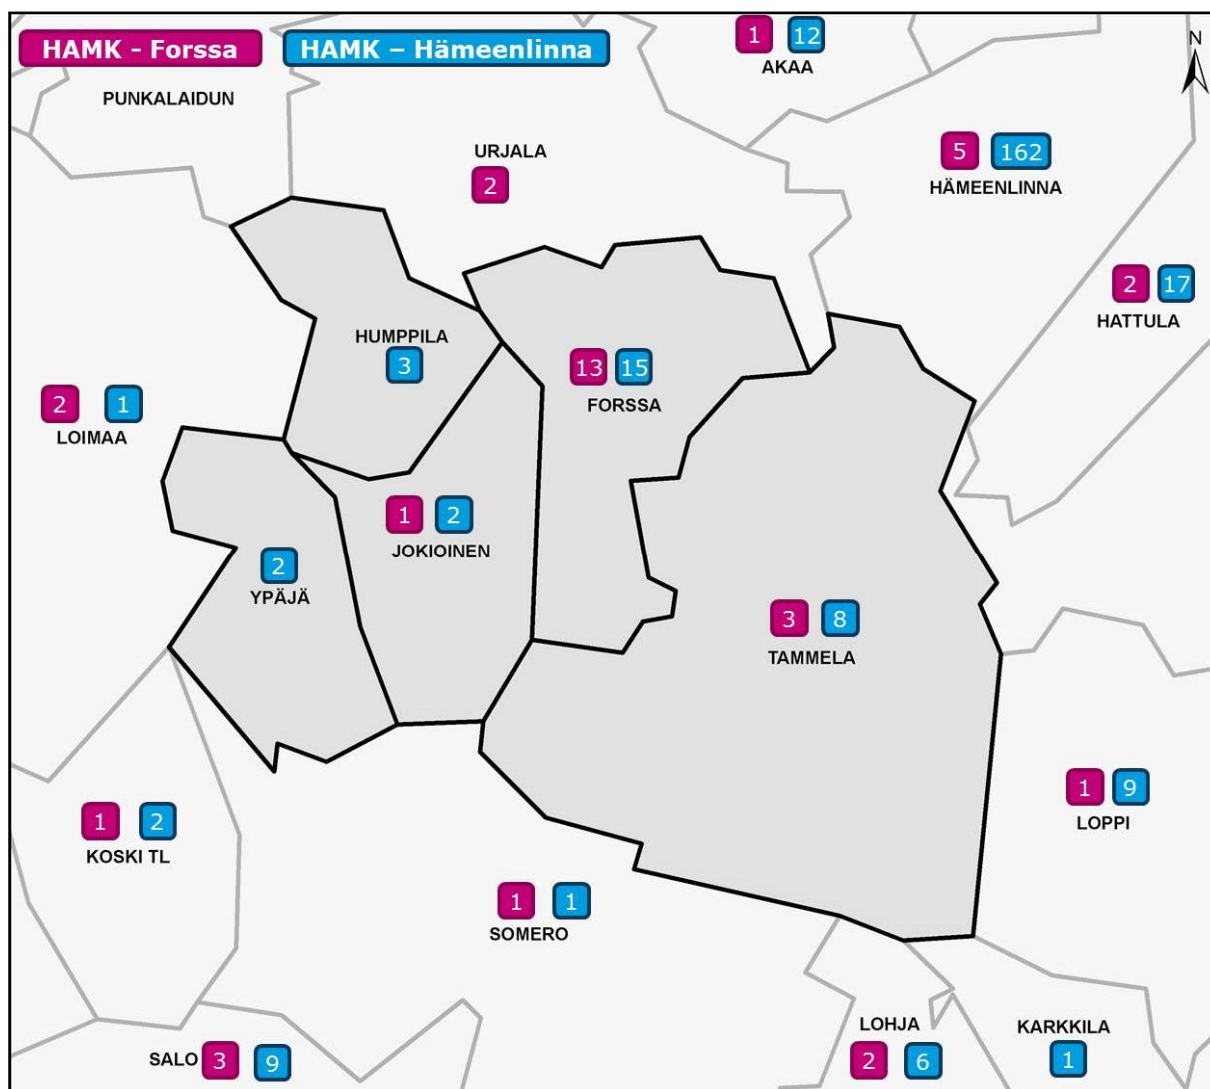 HAMK - Forssa
HAMK – Hämeenlinna
1 12
AKAA
N
PUNKALAIDUN
5 162
HÄMEENLINNA
URJALA
2
2 17
HATTULA
HUMPPILA
3
13 15
FORSSA
2 1
LOIMAA
1 2
JOKIOINEN
2
YPÄJÄ
3 8
TAMMELA
1 9
LOPPI
1 2
KOSKI TL
1 1
SOMERO
SALO 3 9
LOHJA
2 6
KARKKILA
1